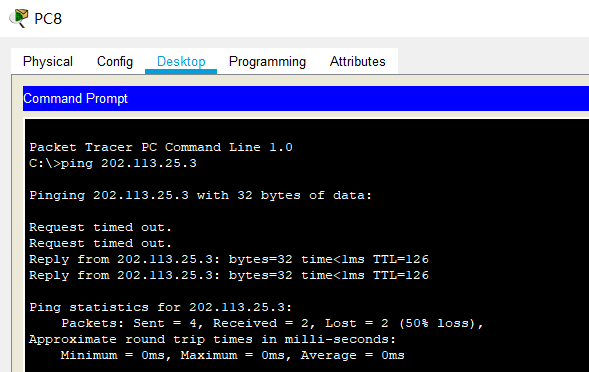 PC8
Physical Config Desktop Programming Attributes
Command Prompt
Packet Tracer PC Command Line 1.0
C:\>ping 202.113.25.3
Pinging 202.113.25.3 with 32 bytes of data:
Request timed out.
Request timed out.
Reply from 202.113.25.3: bytes=32 time<1ms TTL=126
Reply from 202.113.25.3: bytes=32 time<1ms TTL=126
Ping statistics for 202.113.25.3:
    Packets: Sent = 4, Received = 2, Lost = 2 (50% loss),
Approximate round trip times in milli-seconds:
    Minimum = 0ms, Maximum = 0ms, Average = 0ms